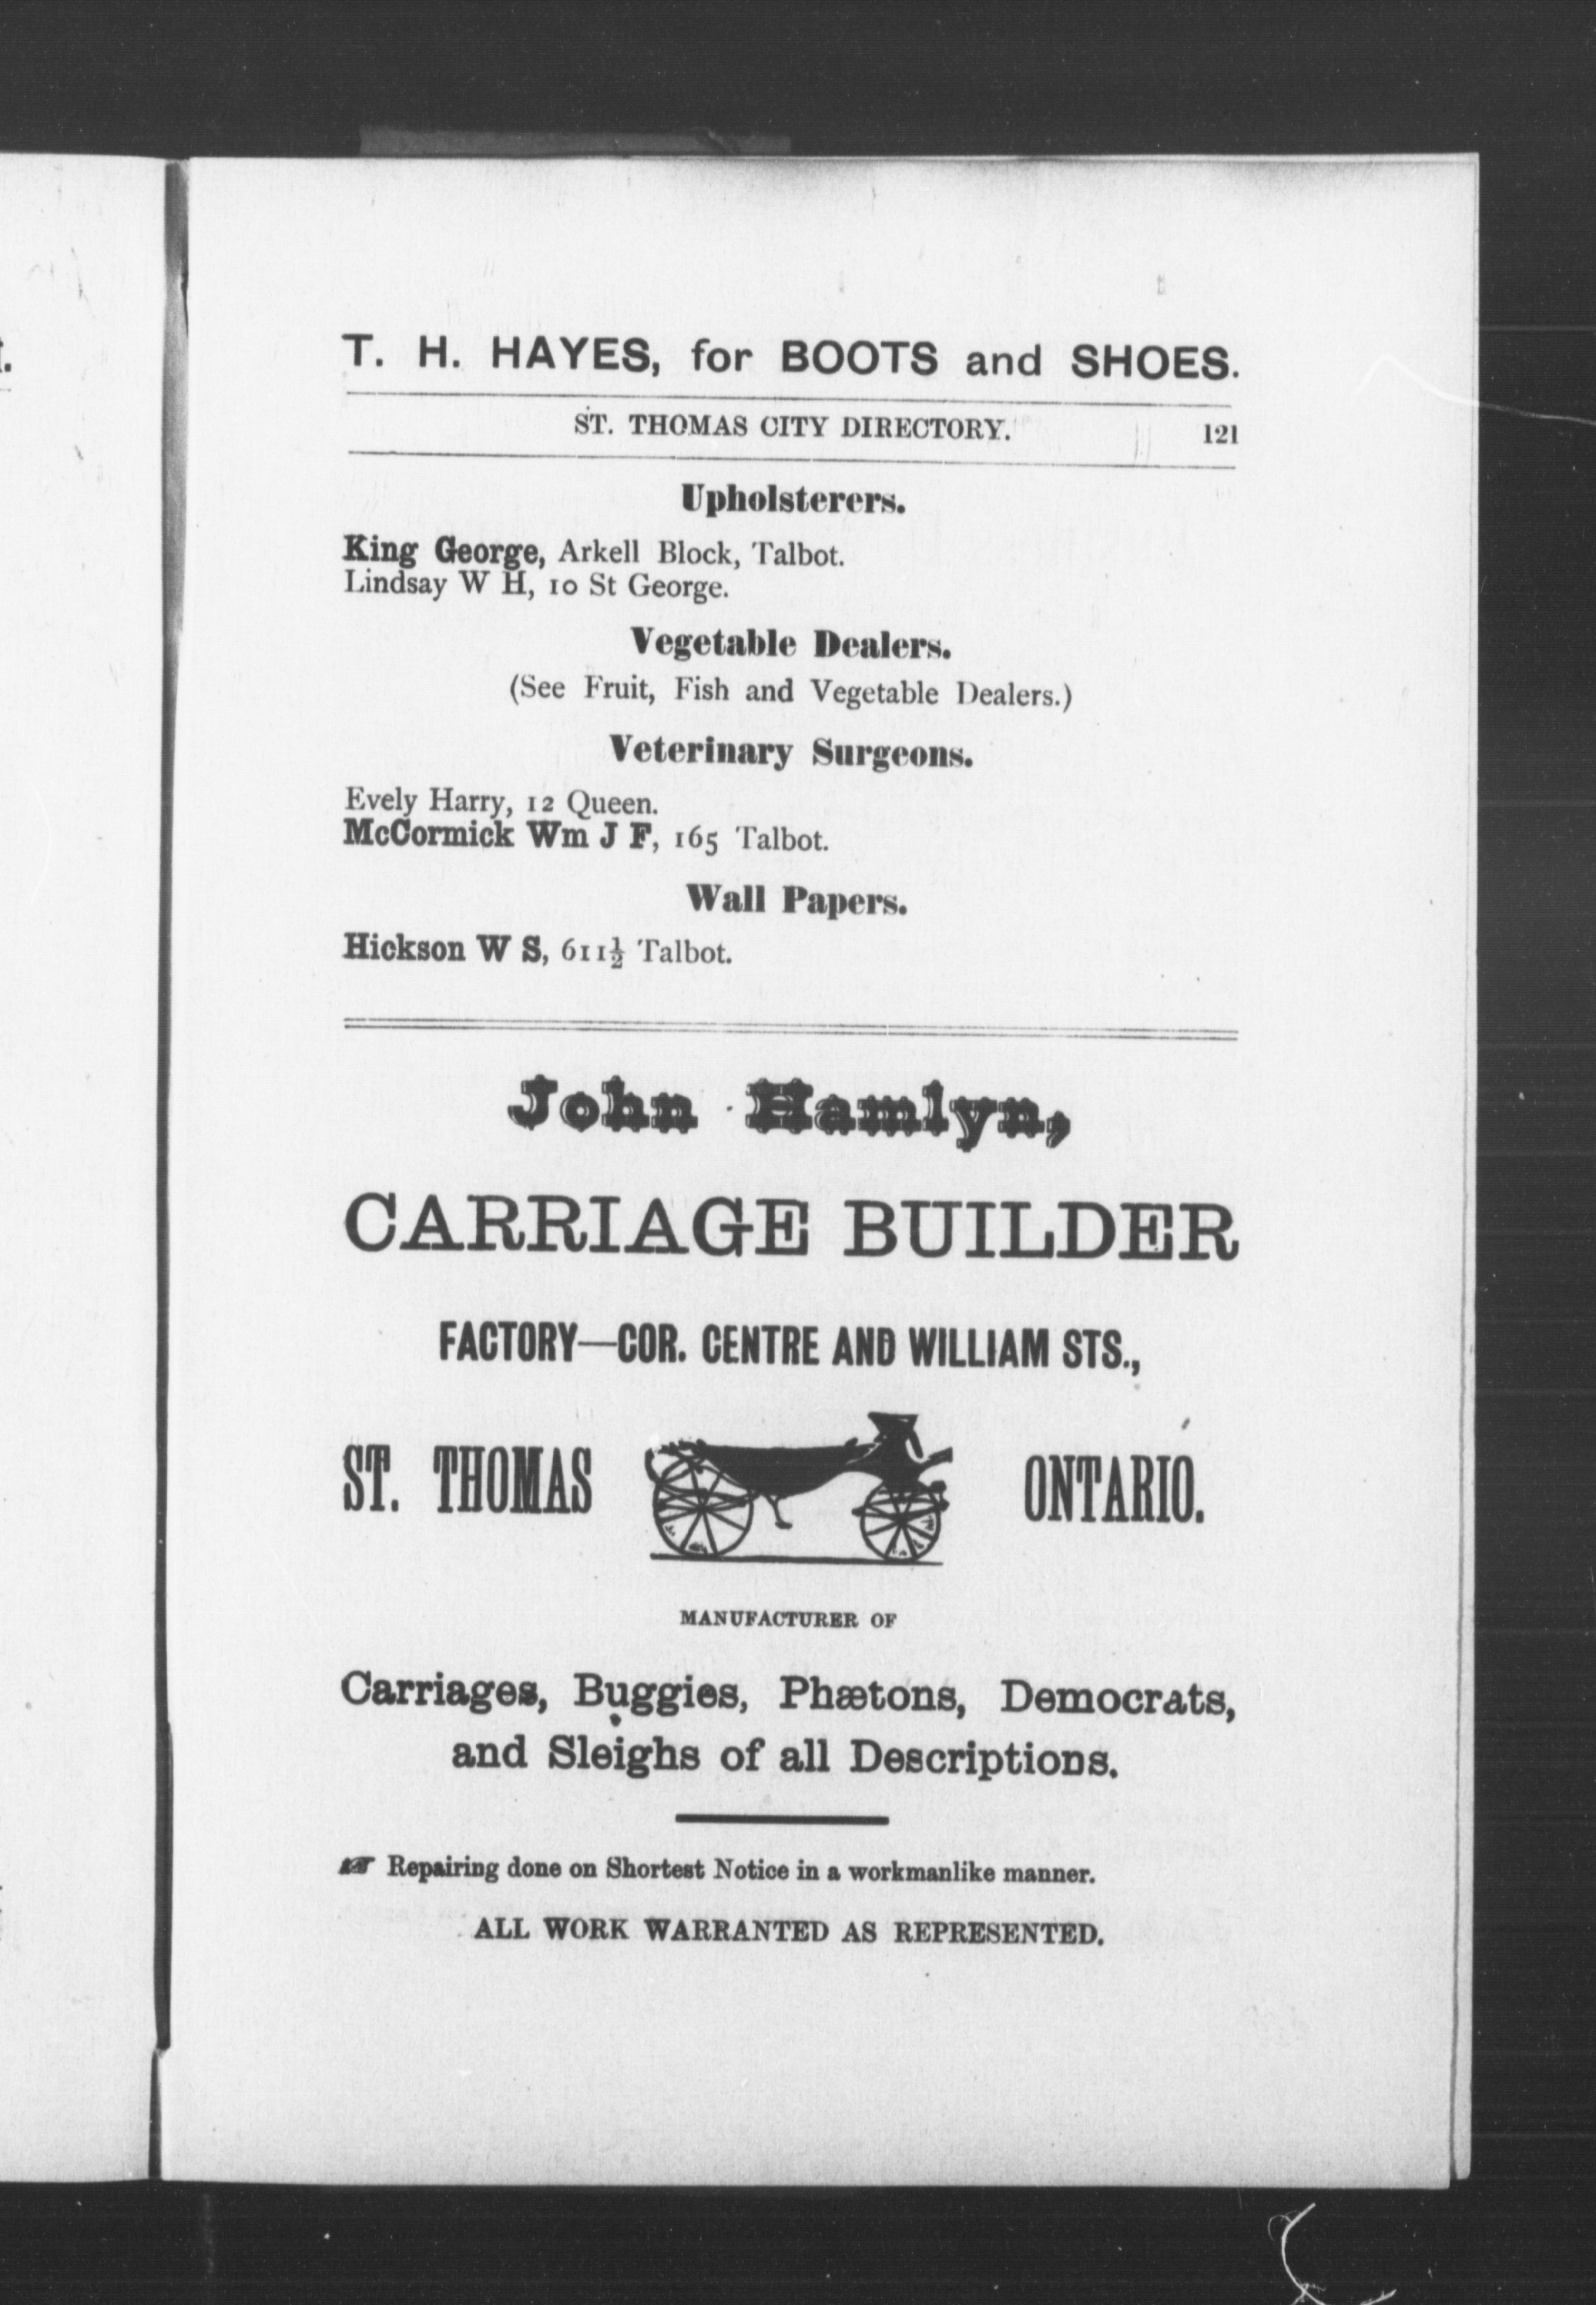 T. H. HAYES, for BOOTS and SHOES.
ST. THOMAS CITY DIRECTORY. 121
Upholsterers.
King George, Arkell Block, Talbot.
Lindsay W H, 10 St George.
Vegetable Dealers.
(See Fruit, Fish and Vegetable Dealers.)
Veterinary Surgeons.
Evely Harry, 12 Queen.
McCormick Wm J F, 165 Talbot.
Wall Papers.
Hickson W S, 611½ Talbot.
John Hamlyn,
CARRIAGE BUILDER
FACTORY—COR. CENTRE AND WILLIAM STS.,
ST. THOMAS ONTARIO.
MANUFACTURER OF
Carriages, Buggies, Phætons, Democrats,
and Sleighs of all Descriptions.
☞ Repairing done on Shortest Notice in a workmanlike manner.
ALL WORK WARRANTED AS REPRESENTED.